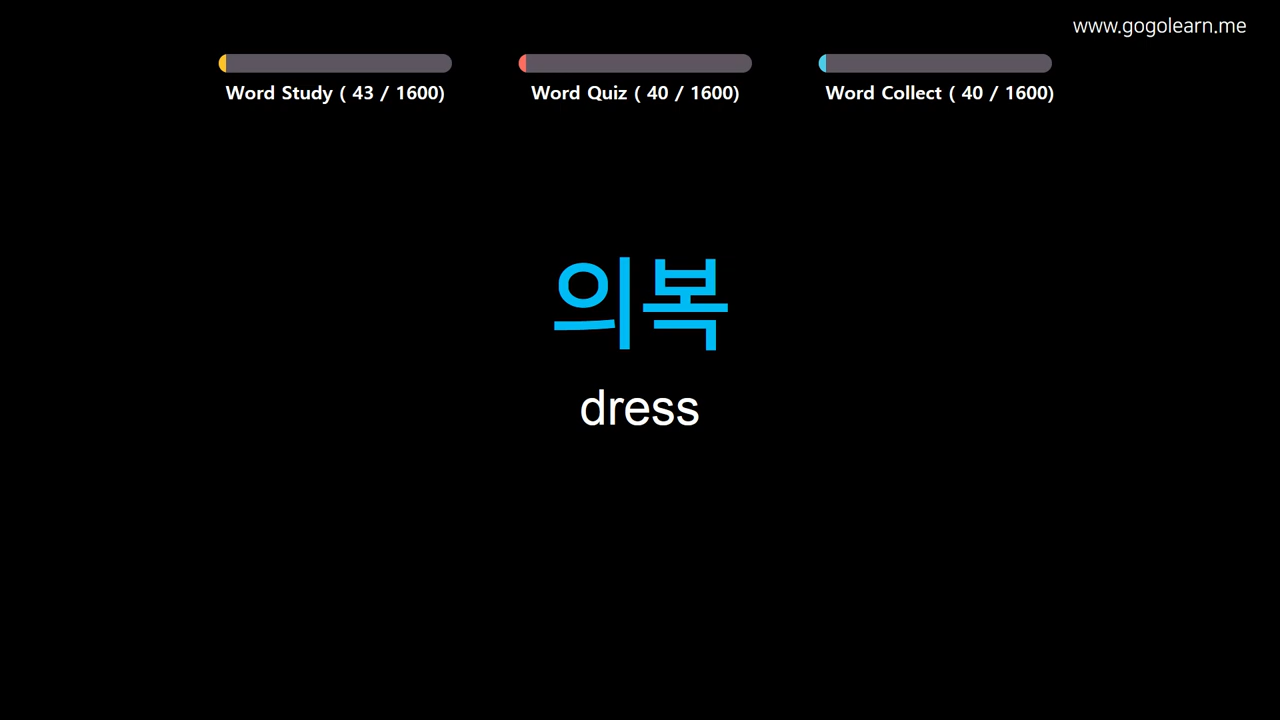 www.gogolearn.me
Word Study ( 43 / 1600)
Word Quiz ( 40 / 1600)
Word Collect ( 40 / 1600)
의복
dress